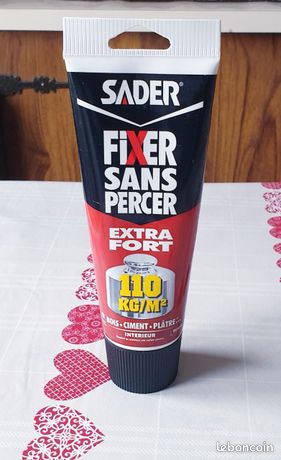 SADER®
FiXER
SANS
PERCER
EXTRA
FORT
110
KG/M²
BOIS • CIMENT • PLÂTRE
INTERIEUR
leboncoin